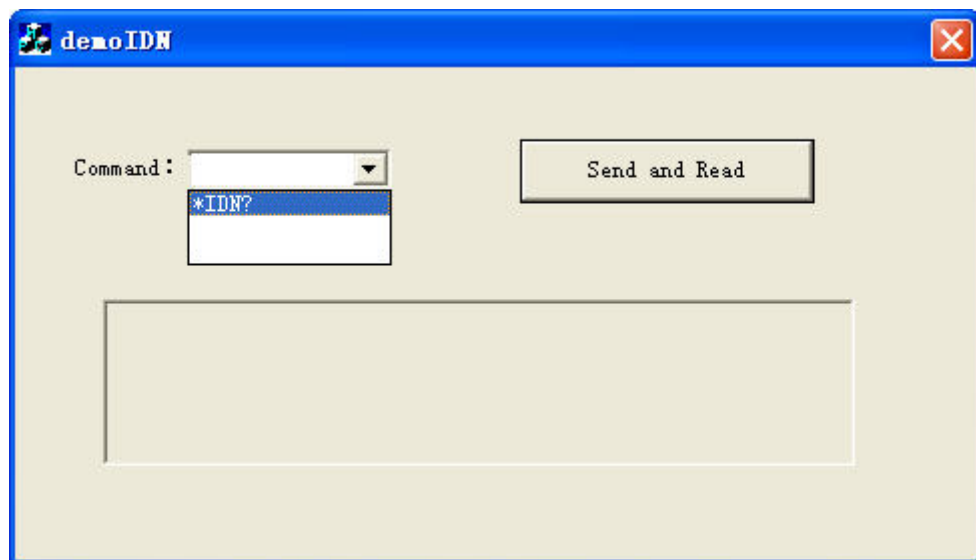 demoIDN
Command： Send and Read
*IDN?